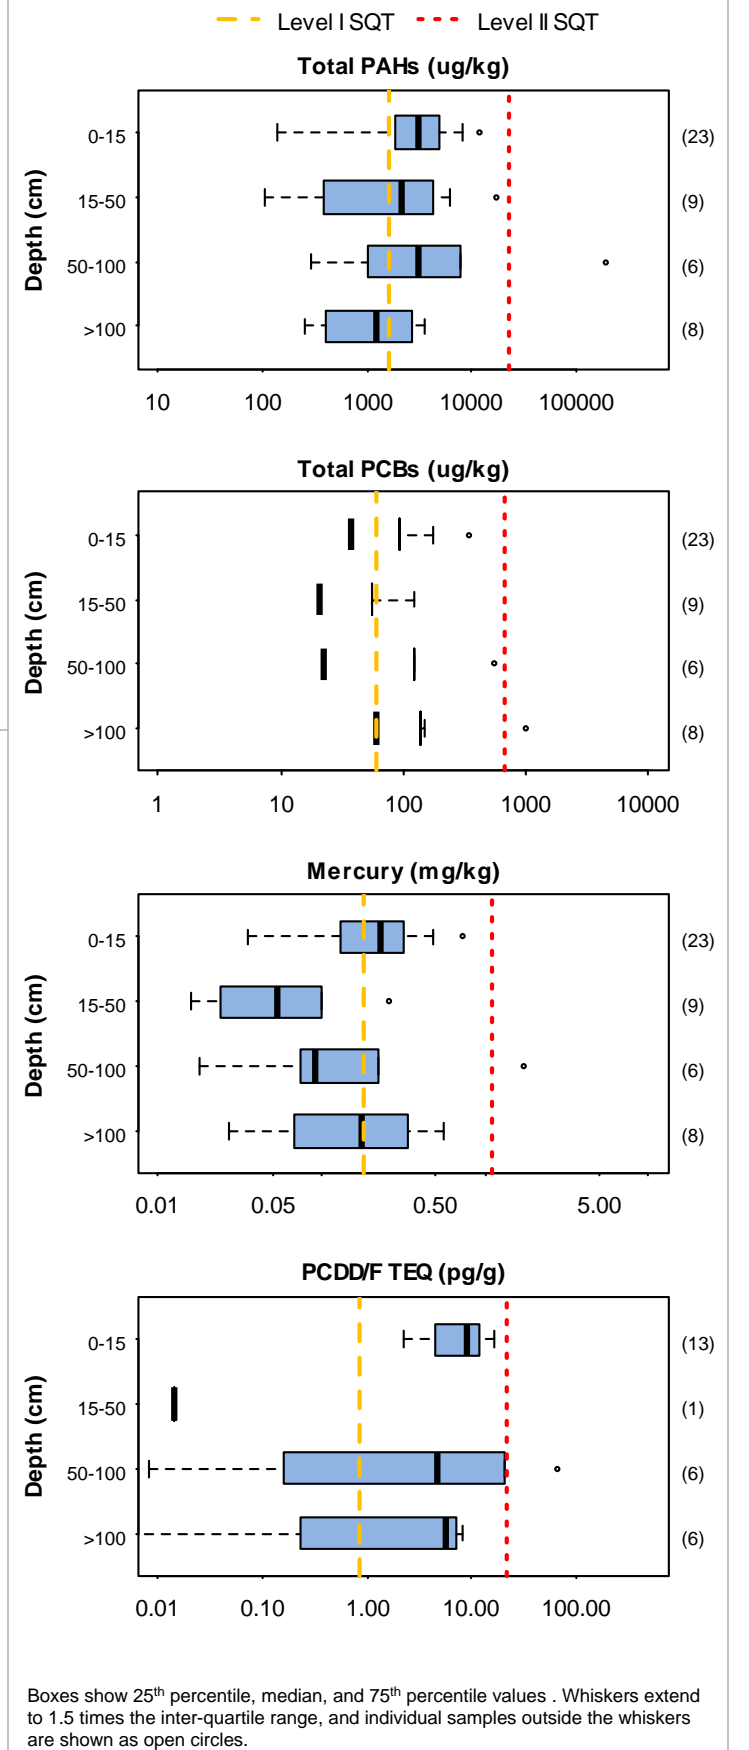 Level I SQT Level II SQT
Total PAHs (ug/kg)
Depth (cm)
0-15 (23)
15-50 (9)
50-100 (6)
>100 (8)
10 100 1000 10000 100000
Total PCBs (ug/kg)
Depth (cm)
0-15 (23)
15-50 (9)
50-100 (6)
>100 (8)
1 10 100 1000 10000
Mercury (mg/kg)
Depth (cm)
0-15 (23)
15-50 (9)
50-100 (6)
>100 (8)
0.01 0.05 0.50 5.00
PCDD/F TEQ (pg/g)
Depth (cm)
0-15 (13)
15-50 (1)
50-100 (6)
>100 (6)
0.01 0.10 1.00 10.00 100.00
Boxes show 25th percentile, median, and 75th percentile values . Whiskers extend
to 1.5 times the inter-quartile range, and individual samples outside the whiskers
are shown as open circles.